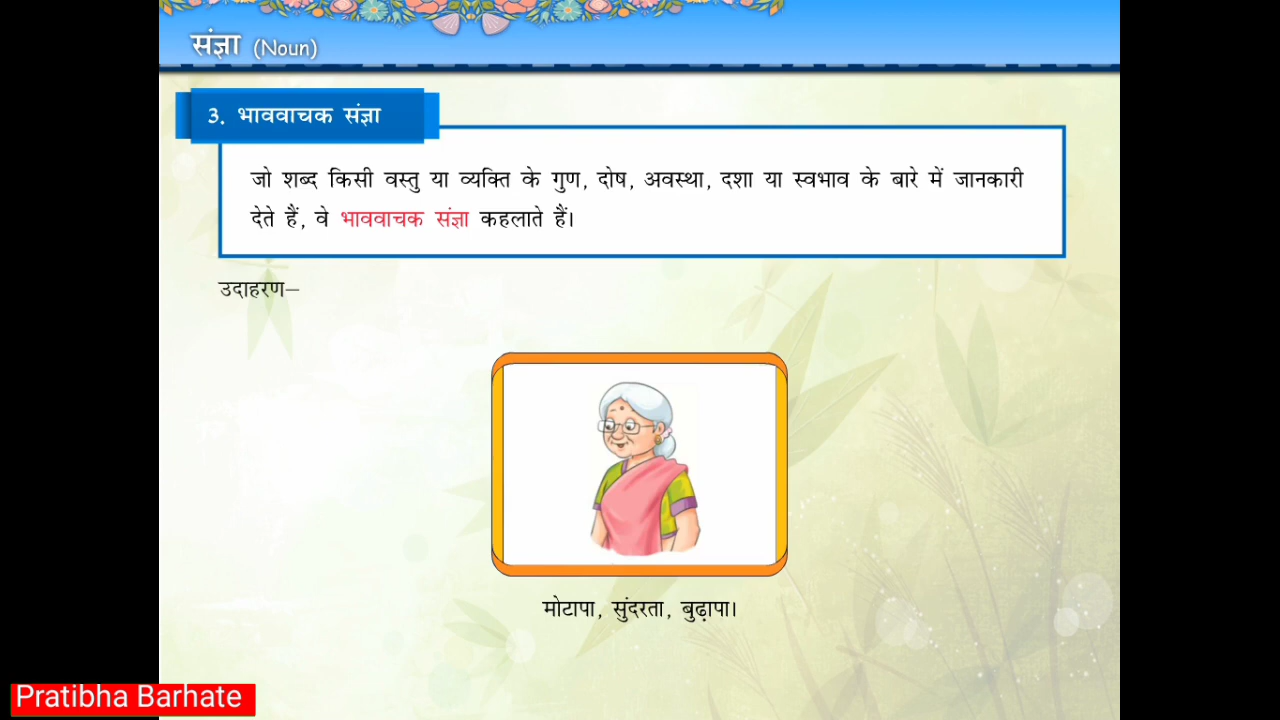 संज्ञा (Noun)
3. भाववाचक संज्ञा
जो शब्द किसी वस्तु या व्यक्ति के गुण, दोष, अवस्था, दशा या स्वभाव के बारे में जानकारी
देते हैं, वे भाववाचक संज्ञा कहलाते हैं।
उदाहरण–
मोटापा, सुंदरता, बुढ़ापा।
Pratibha Barhate